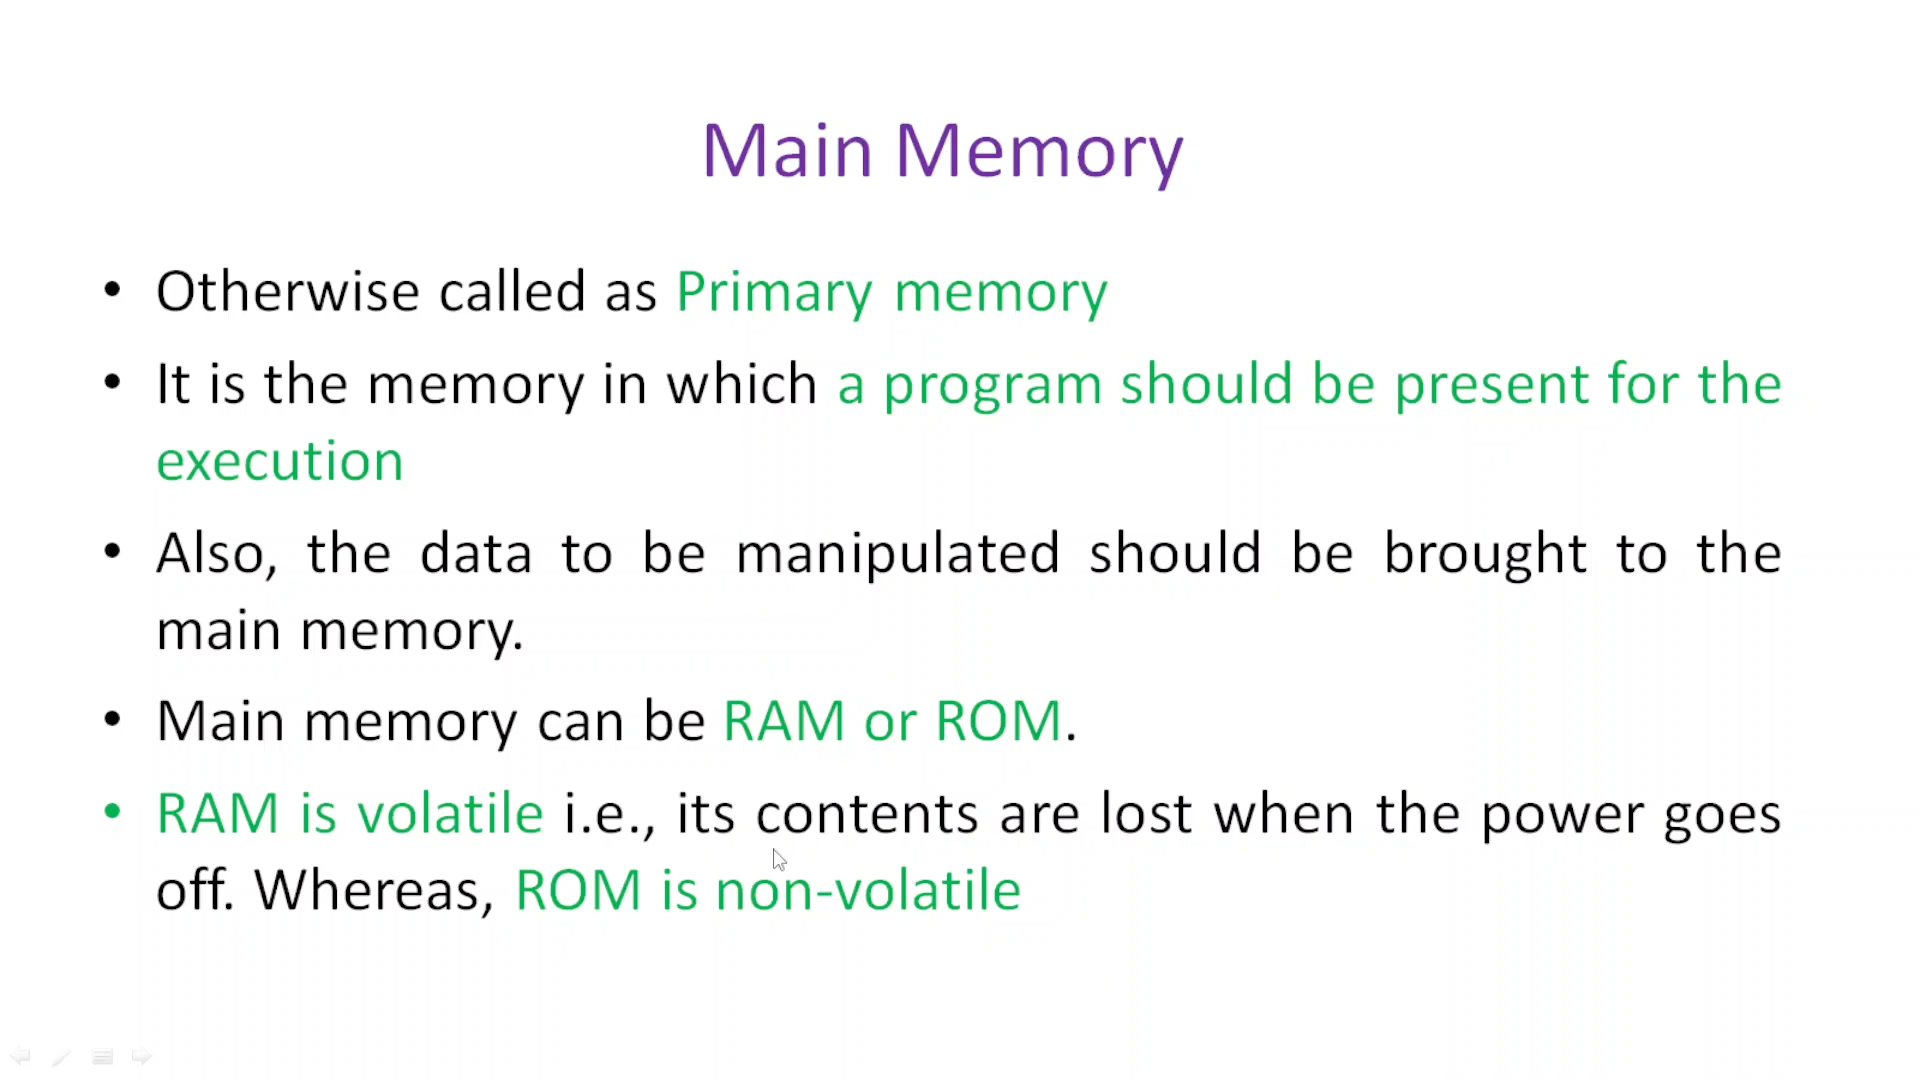 Main Memory
• Otherwise called as Primary memory
• It is the memory in which a program should be present for the
execution
• Also, the data to be manipulated should be brought to the
main memory.
• Main memory can be RAM or ROM.
• RAM is volatile i.e., its contents are lost when the power goes
off. Whereas, ROM is non-volatile